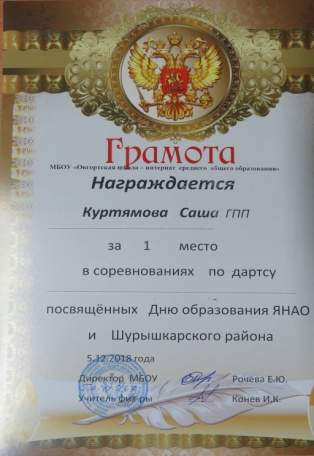 Грамота
МБОУ «Овгортская школа – интернат среднего общего образования»
Награждается
Куртямова Саша ГПП
за 1 место
в соревнованиях по дартсу
посвящённых Дню образования ЯНАО
и Шурышкарского района
5.12.2018 года
Директор МБОУ Рочева Е.Ю.
Учитель физ-ры Конев И.К.